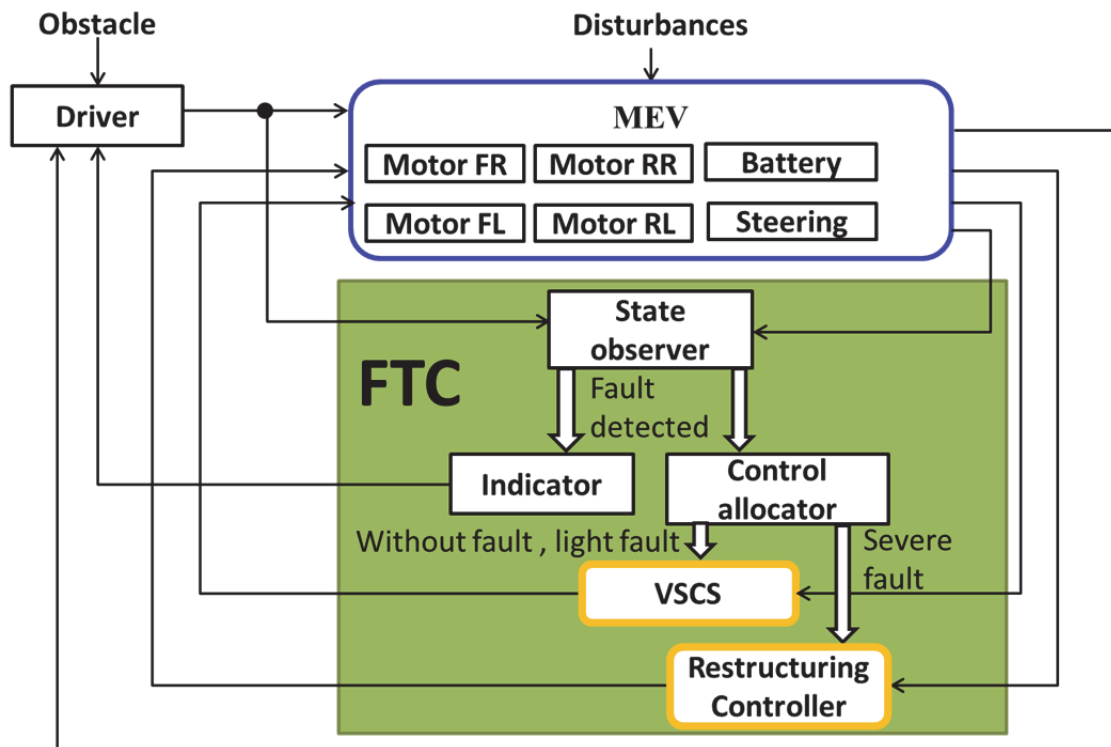 Obstacle
Disturbances
Driver
MEV
Motor FR
Motor RR
Battery
Motor FL
Motor RL
Steering
State
observer
FTC
Fault
detected
Indicator
Control
allocator
Without fault , light fault
Severe
fault
VSCS
Restructuring
Controller